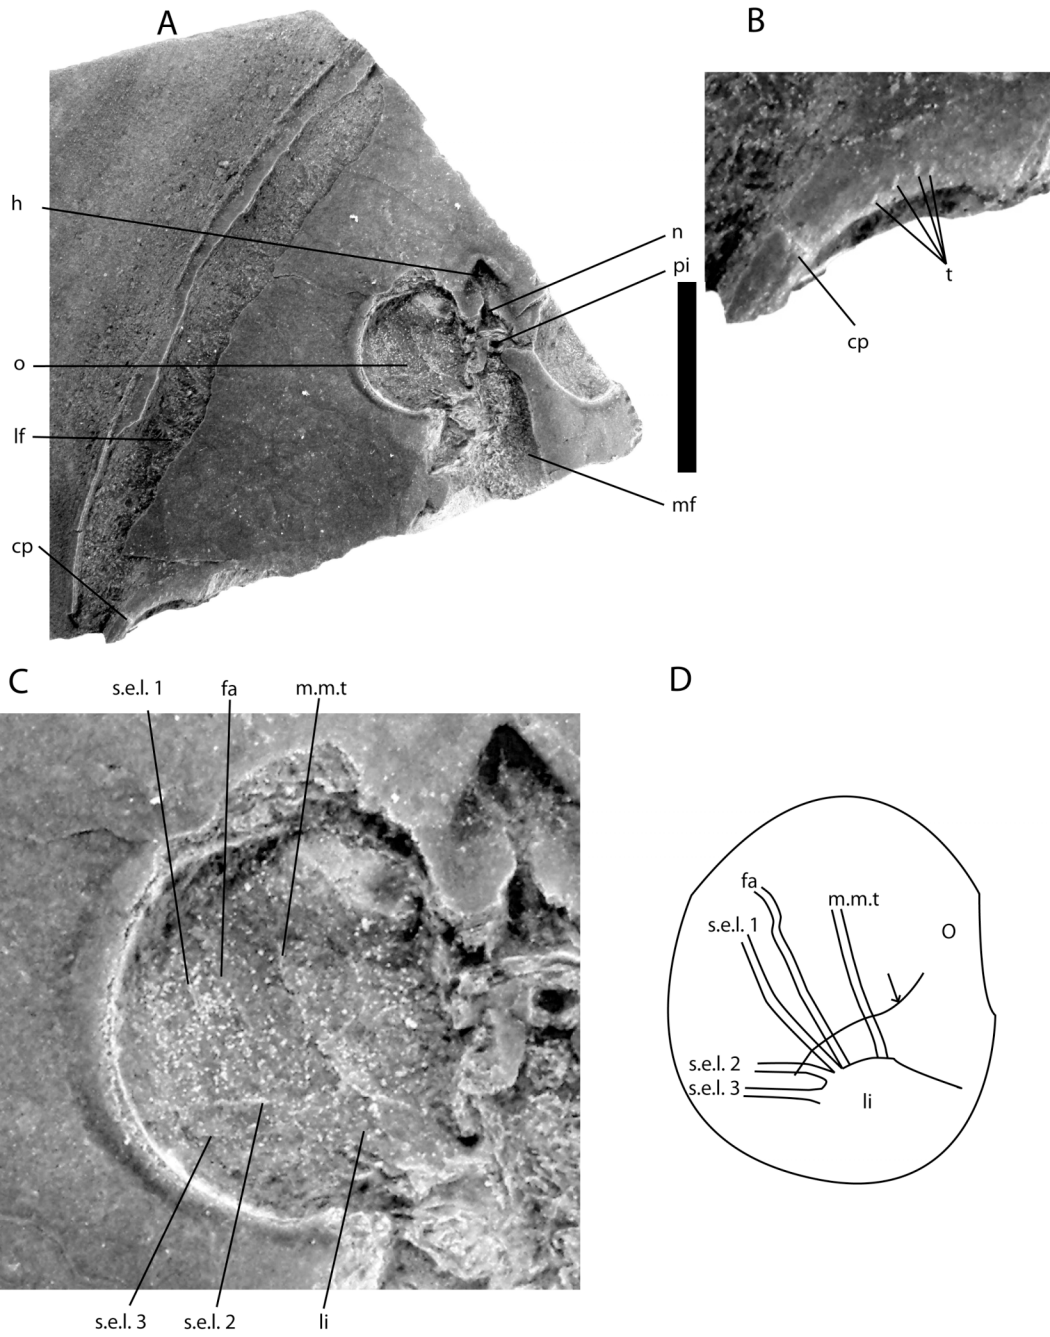 A
B
h
n
pi
t
cp
o
lf
mf
cp
C
s.e.l. 1
fa
m.m.t
D
fa
m.m.t
s.e.l. 1
O
s.e.l. 2
s.e.l. 3
li
s.e.l. 3
s.e.l. 2
li